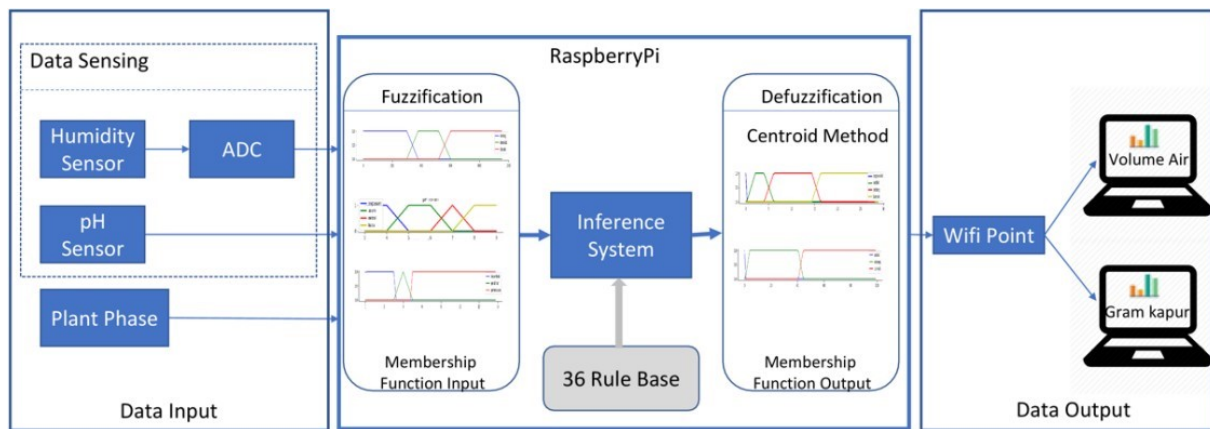 Data Sensing
Humidity
Sensor
ADC
pH
Sensor
Plant Phase
Data Input
RaspberryPi
Fuzzification
Membership
Function Input
Inference
System
36 Rule Base
Defuzzification
Centroid Method
Membership
Function Output
Wifi Point
Volume Air
Gram kapur
Data Output